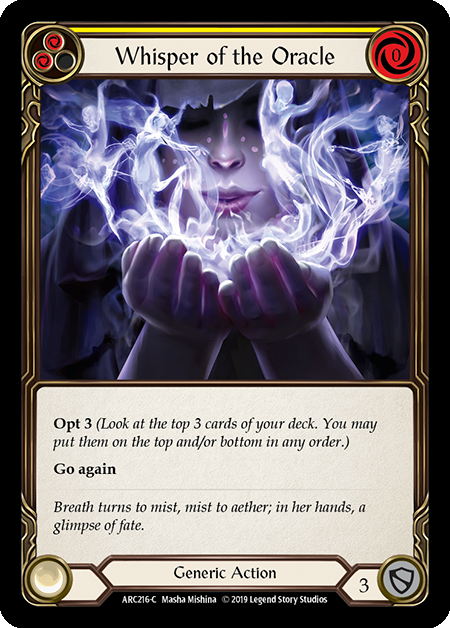 Whisper of the Oracle
0
Opt 3 (Look at the top 3 cards of your deck. You may
put them on the top and/or bottom in any order.)
Go again
Breath turns to mist, mist to aether; in her hands, a
glimpse of fate.
Generic Action
3
ARC216-C Masha Mishina © 2019 Legend Story Studios